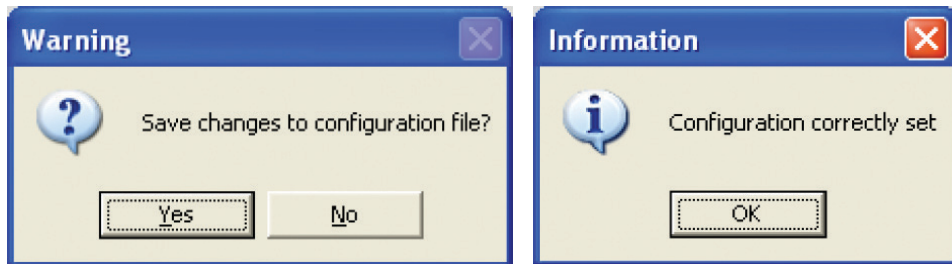 Warning
Save changes to configuration file?
Yes
No
Information
Configuration correctly set
OK